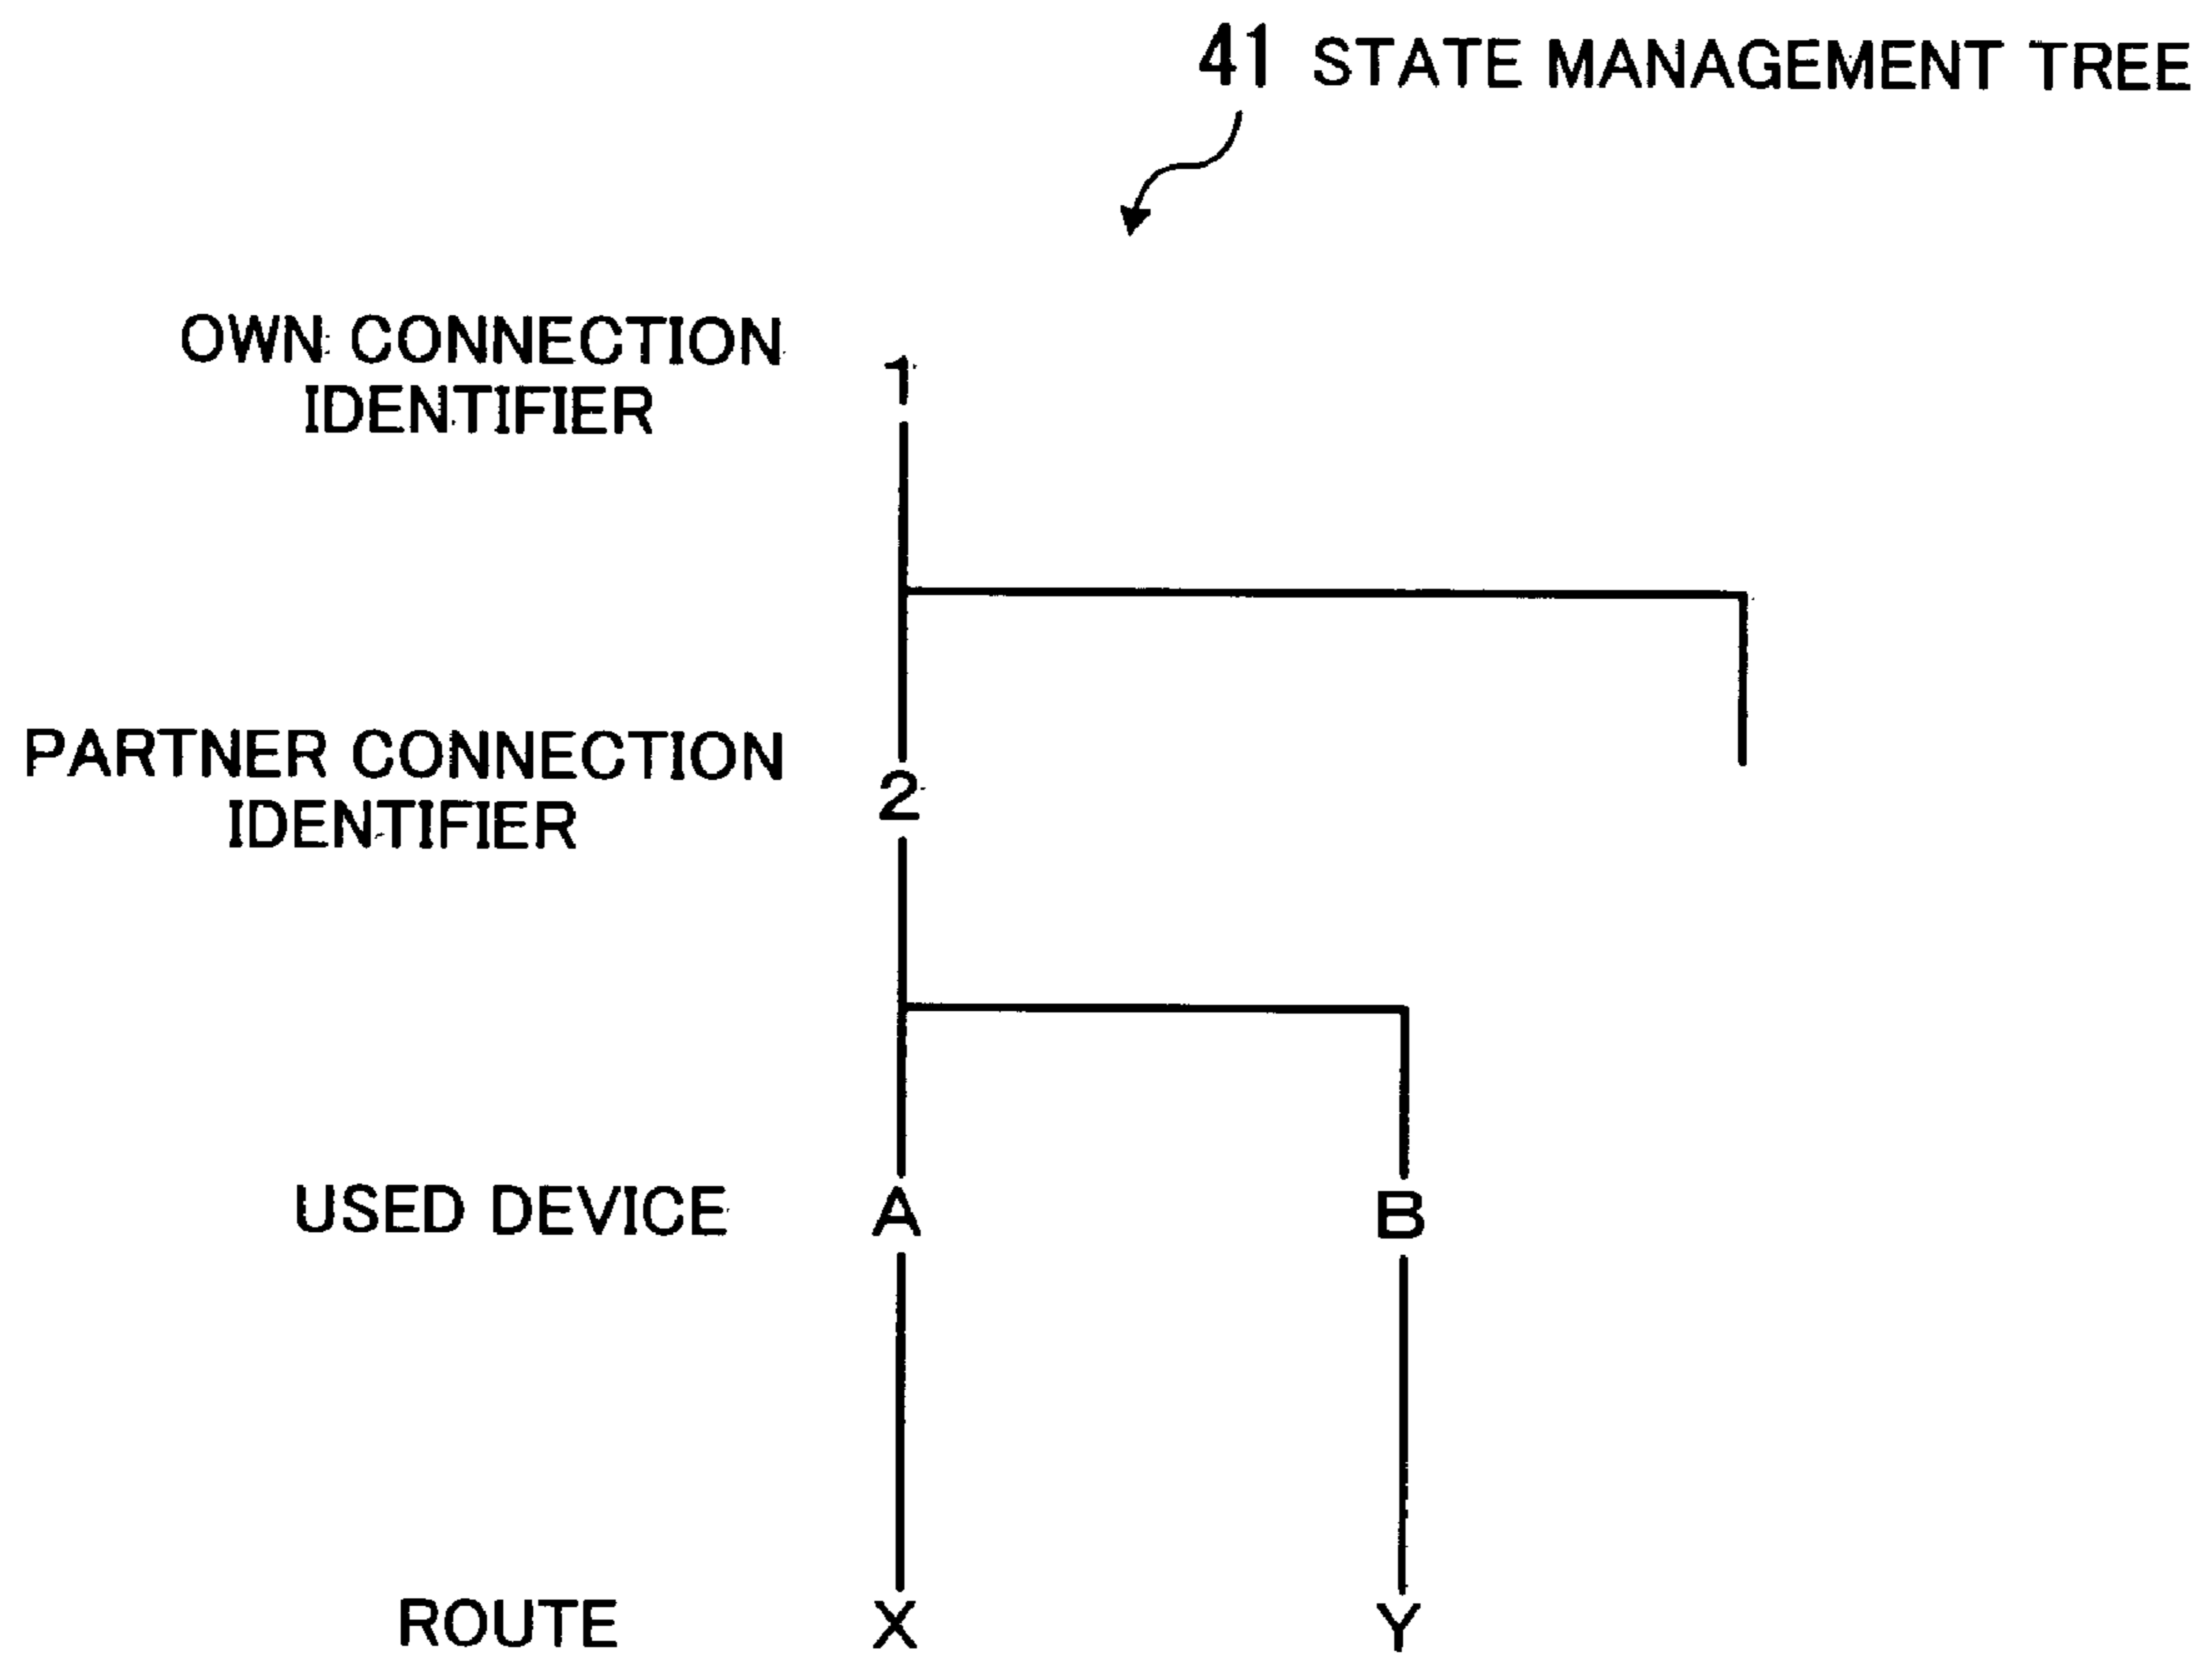 41 STATE MANAGEMENT TREE
OWN CONNECTION
IDENTIFIER
1
PARTNER CONNECTION
IDENTIFIER
2
USED DEVICE A B
ROUTE X Y